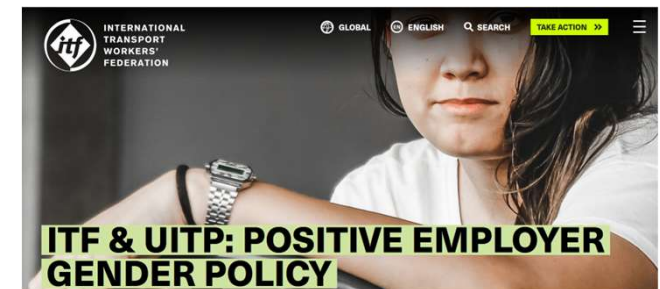 itf
INTERNATIONAL
TRANSPORT
WORKERS'
FEDERATION
GLOBAL
EN ENGLISH
SEARCH
TAKE ACTION >>
ITF & UITP: POSITIVE EMPLOYER
GENDER POLICY